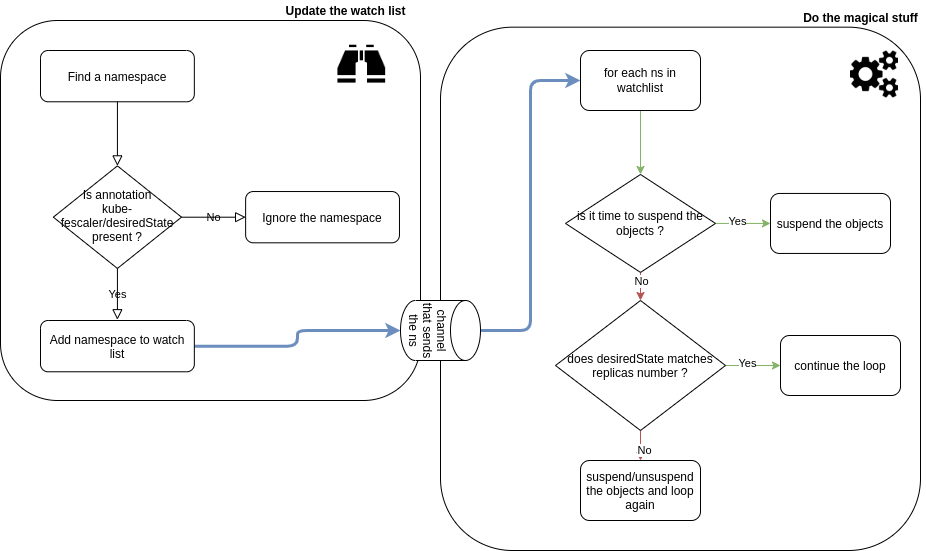 Update the watch list
Find a namespace
Is annotation
kube-
fescaler/desiredState
present ?
No
Ignore the namespace
Yes
Add namespace to watch
list
channel
that sends
the ns
Do the magical stuff
for each ns in
watchlist
is it time to suspend the
objects ?
Yes
suspend the objects
No
does desiredState matches
replicas number ?
Yes
continue the loop
No
suspend/unsuspend
the objects and loop
again